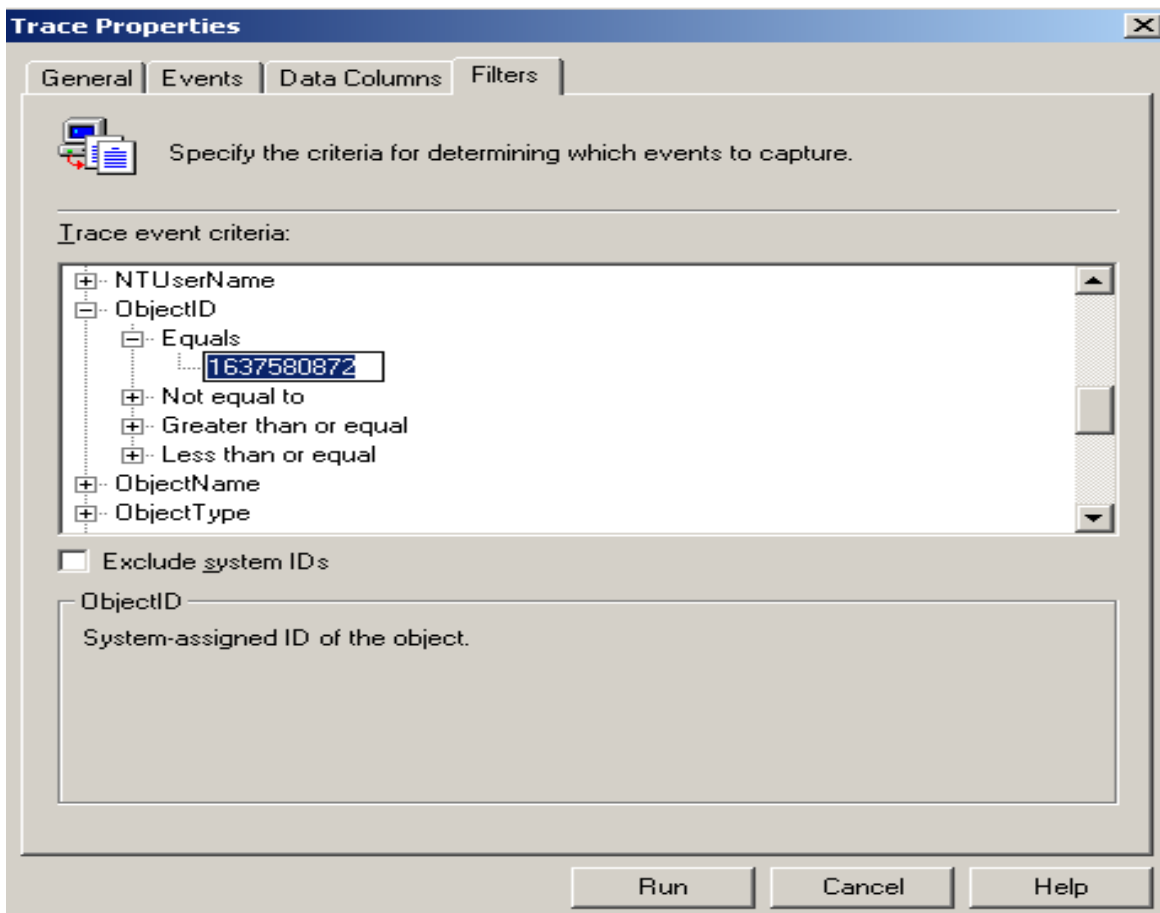 Trace Properties
General Events Data Columns Filters
Specify the criteria for determining which events to capture.
Trace event criteria:
NTUserName
ObjectID
Equals
1637580872
Not equal to
Greater than or equal
Less than or equal
ObjectName
ObjectType
Exclude system IDs
ObjectID
System-assigned ID of the object.
Run Cancel Help